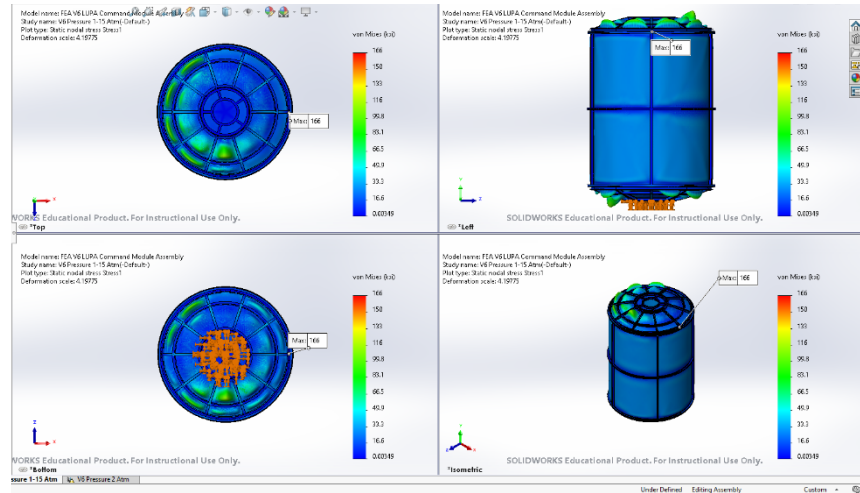 Model name: FEA V6 LUPA Command Module Assembly
Study name: V6 Pressure 1-15 Atm(-Default-)
Plot type: Static nodal stress Stress1
Deformation scale: 4.19775
von Mises (ksi)
166
150
133
116
99.8
83.1
66.5
49.9
33.3
16.6
0.00349
Max: 166
WORKS Educational Product. For Instructional Use Only.
*Top
Model name: FEA V6 LUPA Command Module Assembly
Study name: V6 Pressure 1-15 Atm(-Default-)
Plot type: Static nodal stress Stress1
Deformation scale: 4.19775
von Mises (ksi)
166
150
133
116
99.8
83.1
66.5
49.9
33.3
16.6
0.00349
Max: 166
SOLIDWORKS Educational Product. For Instructional Use Only.
*Left
Model name: FEA V6 LUPA Command Module Assembly
Study name: V6 Pressure 1-15 Atm(-Default-)
Plot type: Static nodal stress Stress1
Deformation scale: 4.19775
von Mises (ksi)
166
150
133
116
99.8
83.1
66.5
49.9
33.3
16.6
0.00349
Max: 166
WORKS Educational Product. For Instructional Use Only.
*Bottom
Model name: FEA V6 LUPA Command Module Assembly
Study name: V6 Pressure 1-15 Atm(-Default-)
Plot type: Static nodal stress Stress1
Deformation scale: 4.19775
von Mises (ksi)
166
150
133
116
99.8
83.1
66.5
49.9
33.3
16.6
0.00349
Max: 166
SOLIDWORKS Educational Product. For Instructional Use Only.
*Isometric
ssure 1-15 Atm V6 Pressure 2 Atm
Under Defined Editing Assembly Custom